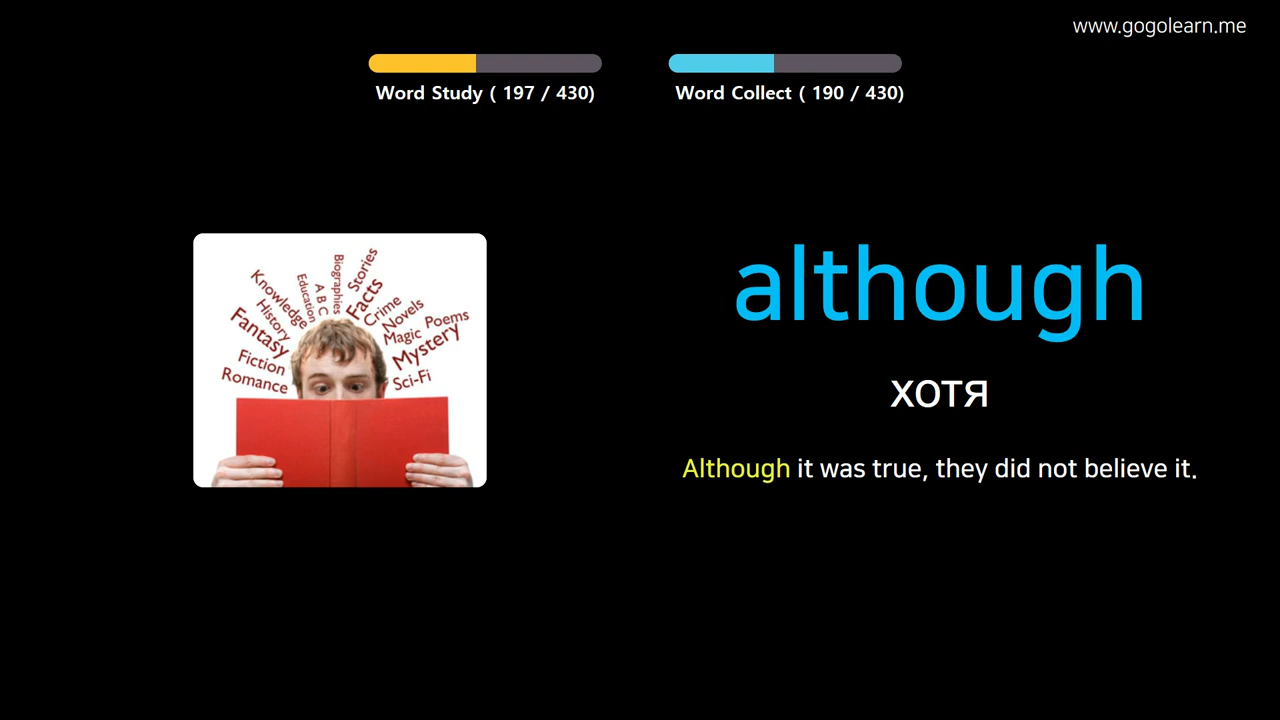 www.gogolearn.me
Word Study ( 197 / 430)
Word Collect ( 190 / 430)
Knowledge
History
Fantasy
Fiction
Romance
Education
A B C
Biographies
Stories
Facts
Crime
Novels
Magic
Poems
Mystery
Sci-Fi
although
хотя
Although it was true, they did not believe it.